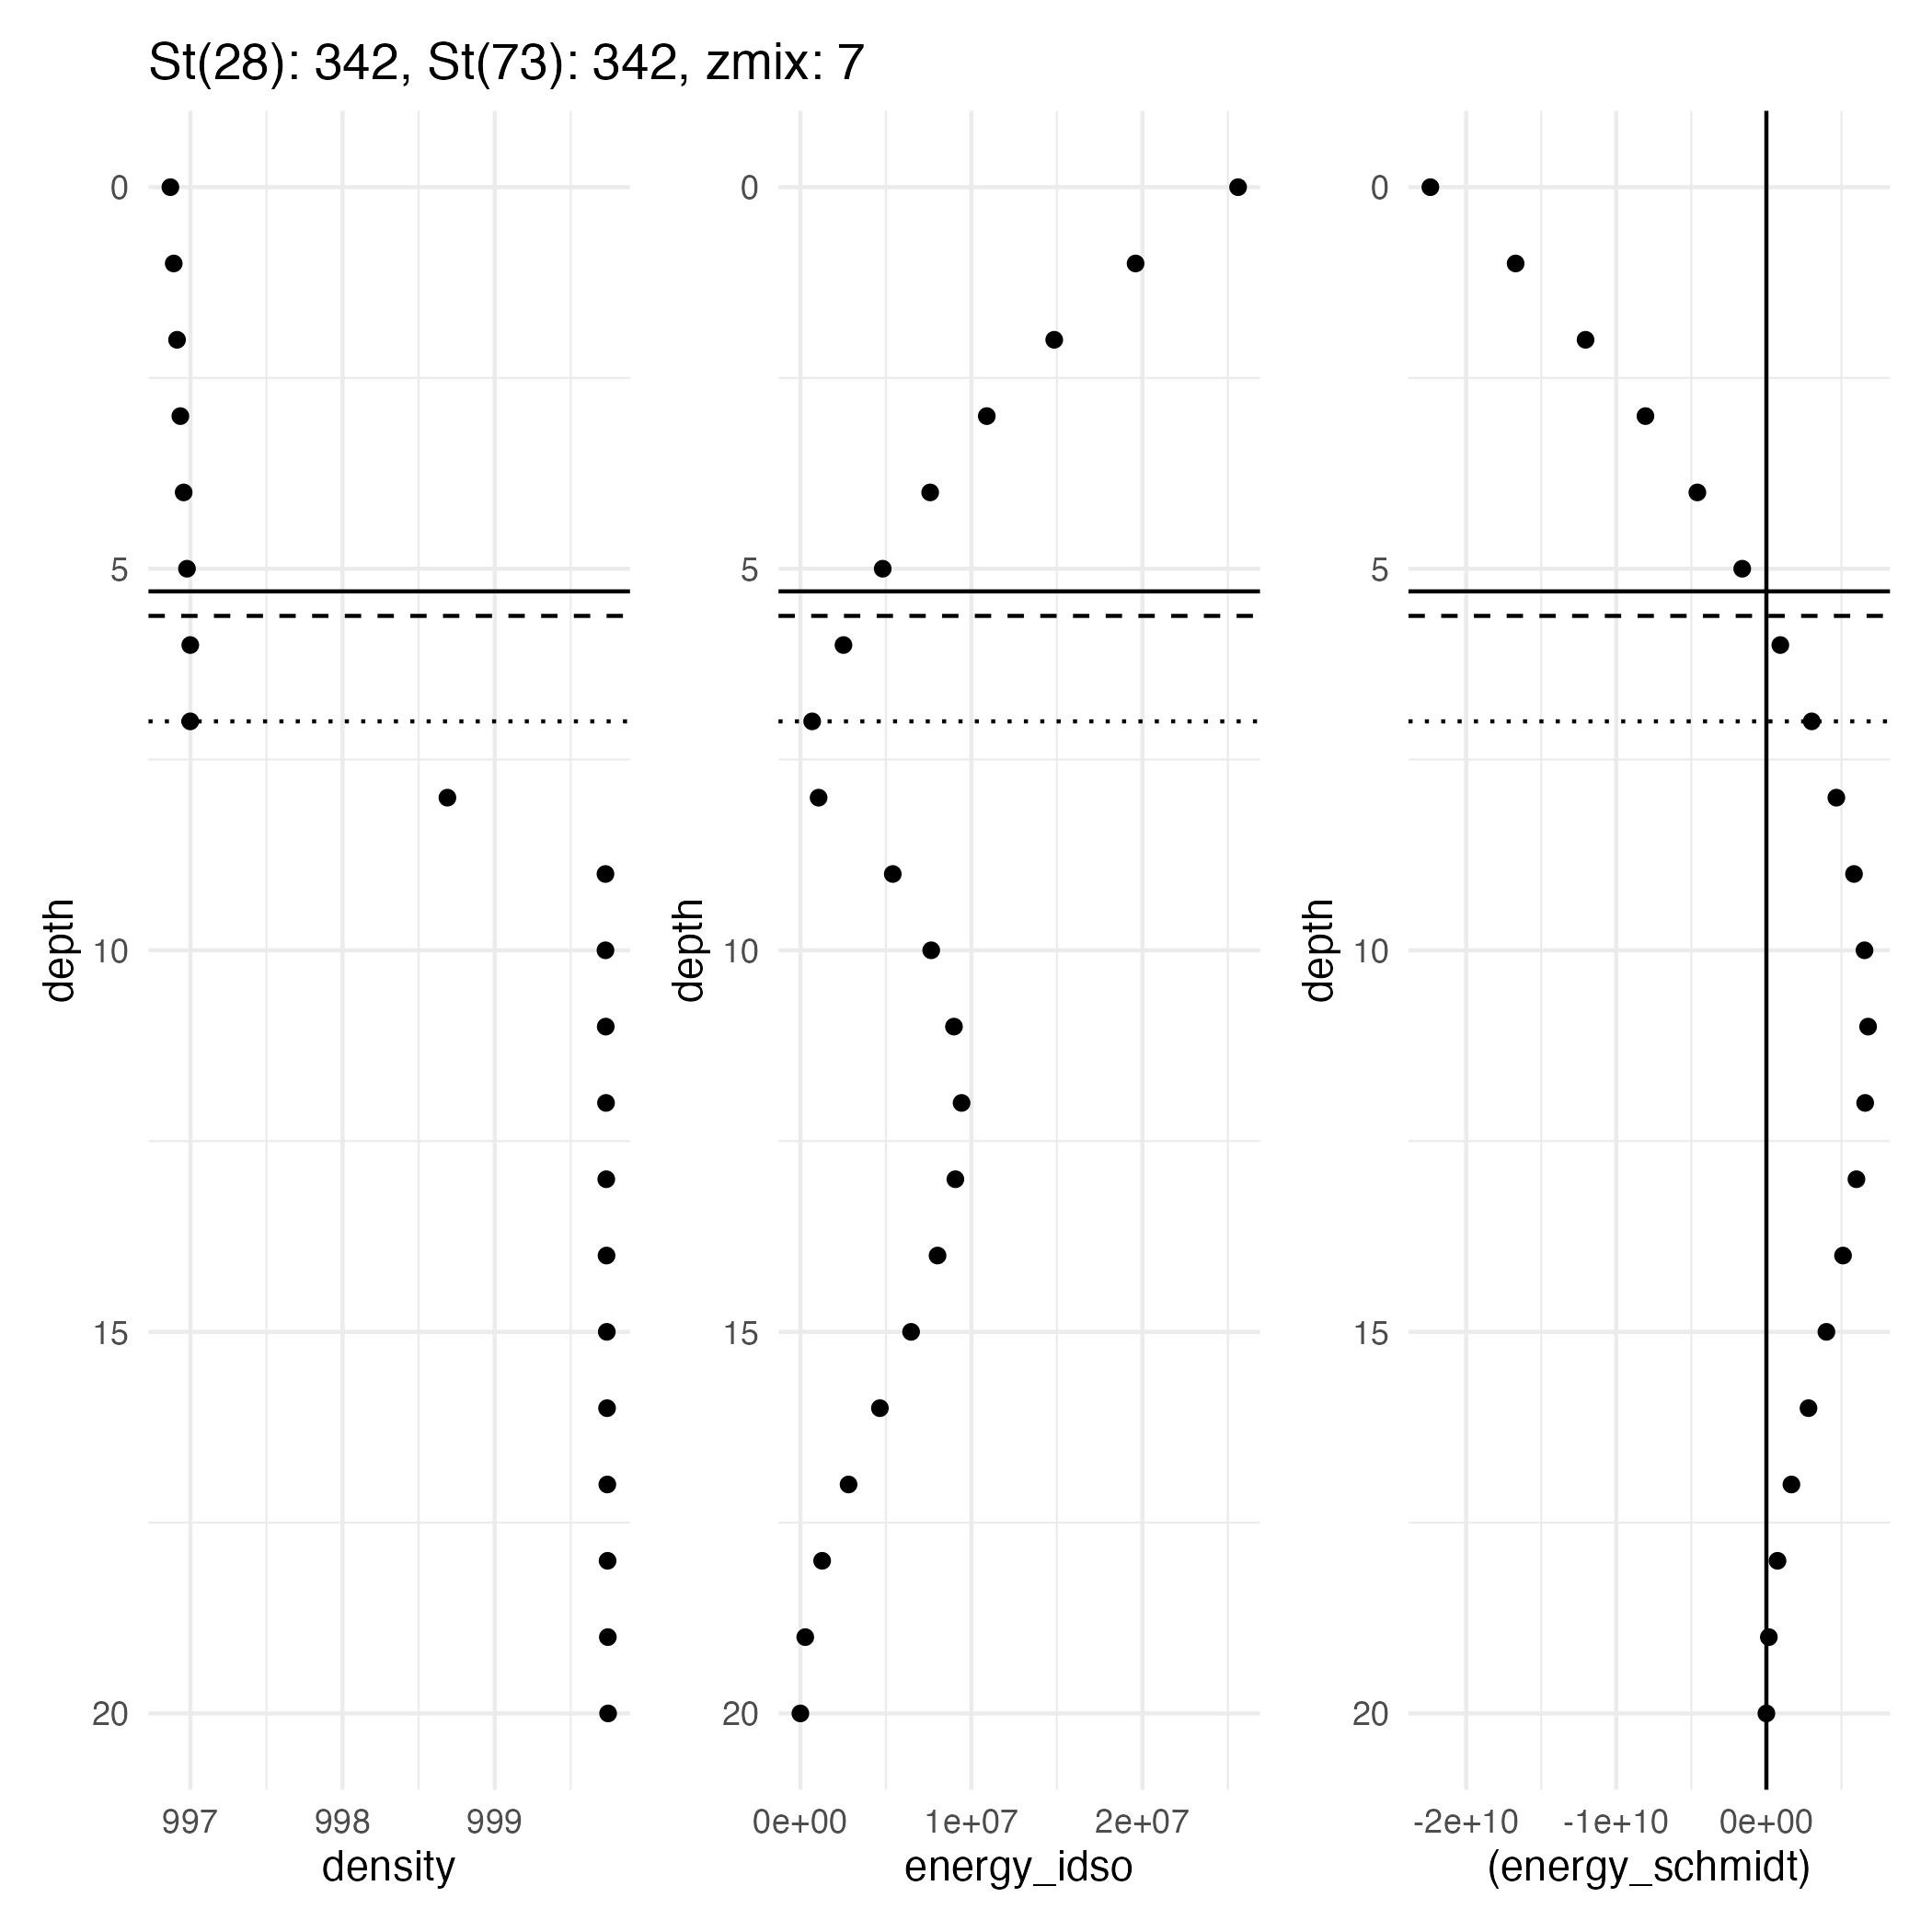 St(28): 342, St(73): 342, zmix: 7
depth
0
5
10
15
20
997 998 999
density
depth
0
5
10
15
20
0e+00 1e+07 2e+07
energy_idso
depth
0
5
10
15
20
-2e+10 -1e+10 0e+00
(energy_schmidt)